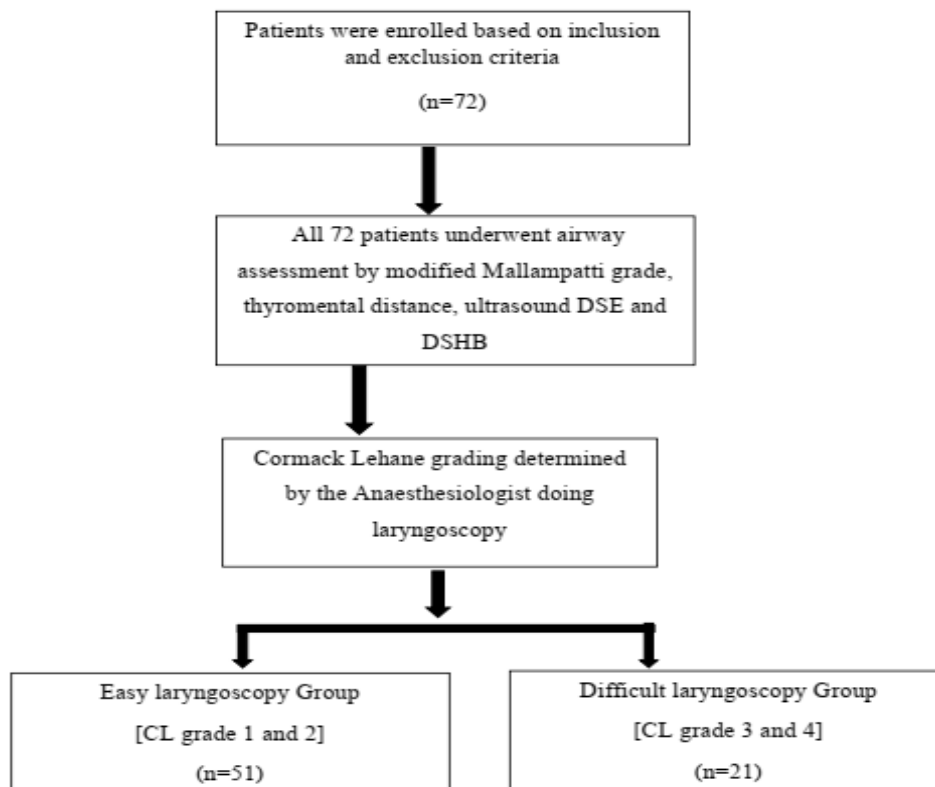 Patients were enrolled based on inclusion
and exclusion criteria
(n=72)
All 72 patients underwent airway
assessment by modified Mallampatti grade,
thyromental distance, ultrasound DSE and
DSHB
Cormack Lehane grading determined
by the Anaesthesiologist doing
laryngoscopy
Easy laryngoscopy Group
[CL grade 1 and 2]
(n=51)
Difficult laryngoscopy Group
[CL grade 3 and 4]
(n=21)